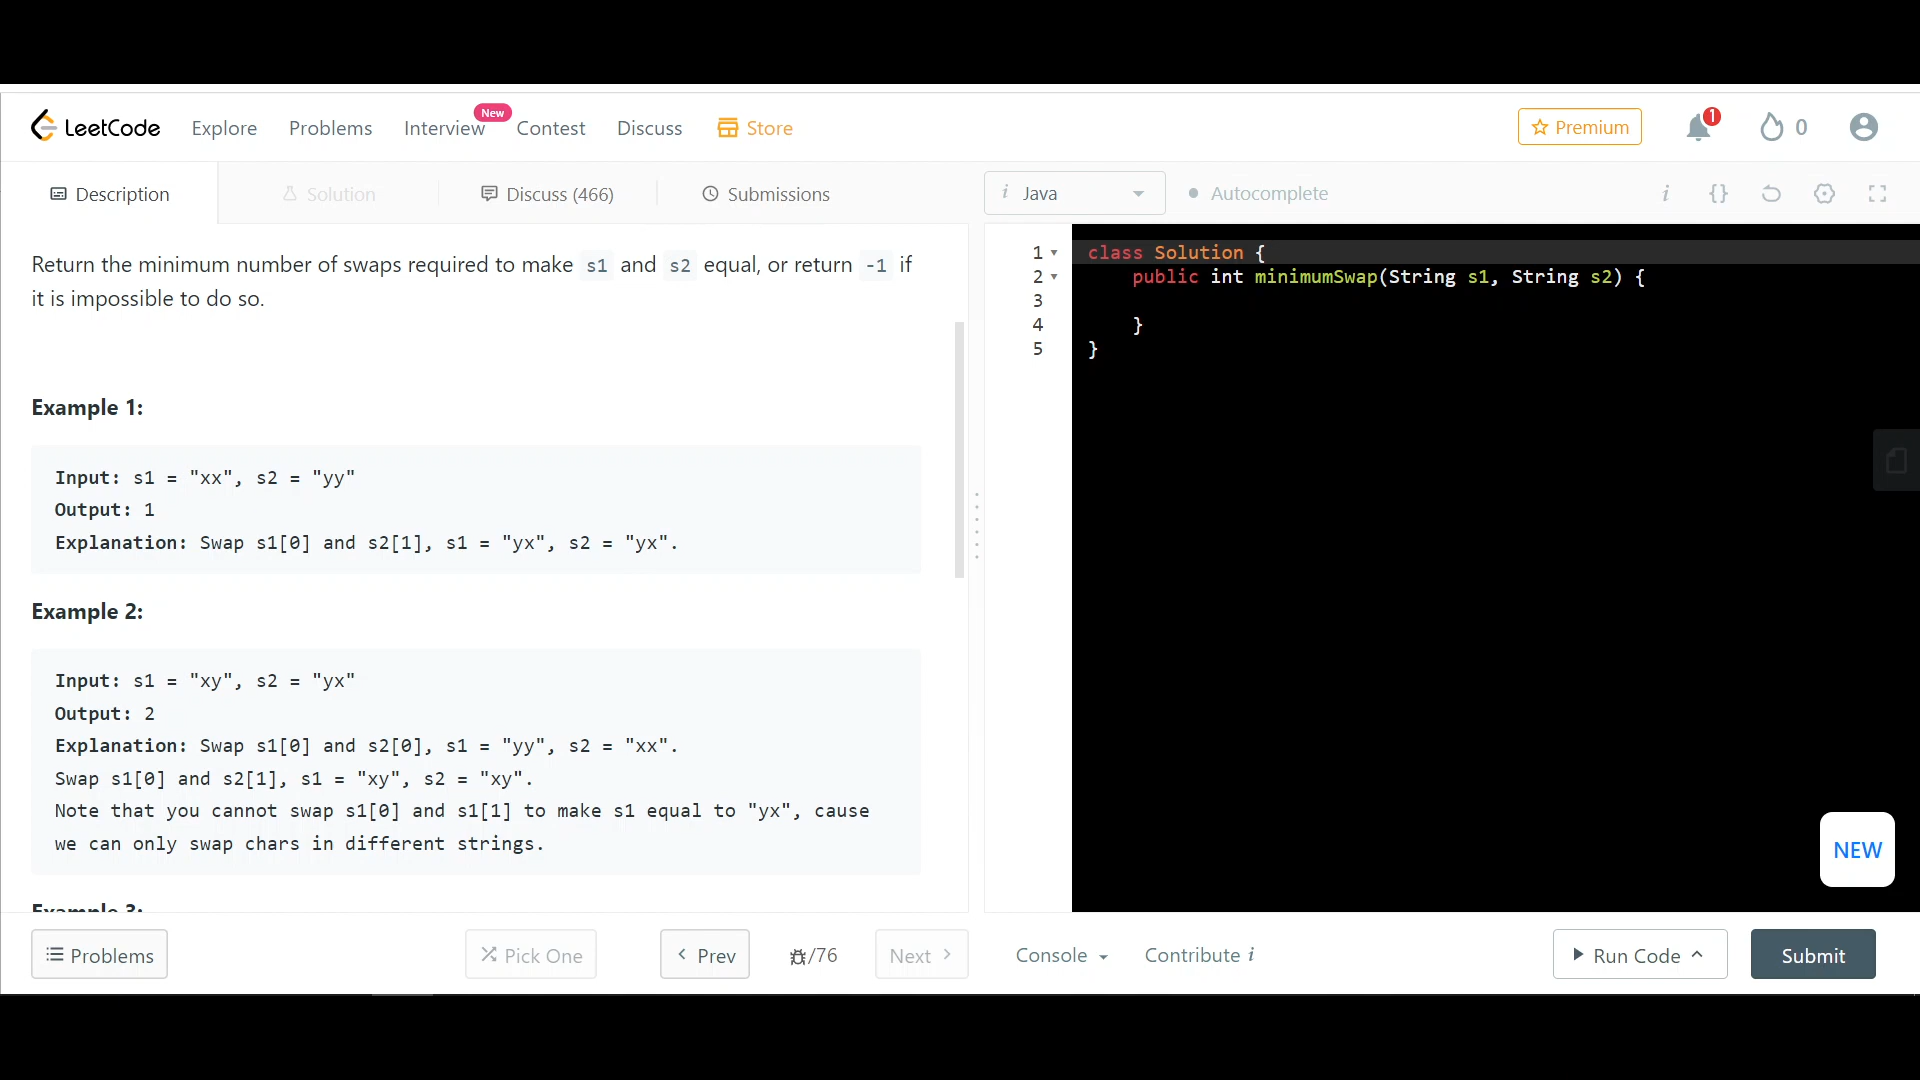 LeetCode Explore Problems Interview New Contest Discuss Store Premium 1 0
Description Solution Discuss (466) Submissions
Return the minimum number of swaps required to make s1 and s2 equal, or return -1 if
it is impossible to do so.
Example 1:
Input: s1 = "xx", s2 = "yy"
Output: 1
Explanation: Swap s1[0] and s2[1], s1 = "yx", s2 = "yx".
Example 2:
Input: s1 = "xy", s2 = "yx"
Output: 2
Explanation: Swap s1[0] and s2[0], s1 = "yy", s2 = "xx".
Swap s1[0] and s2[1], s1 = "xy", s2 = "xy".
Note that you cannot swap s1[0] and s1[1] to make s1 equal to "yx", cause
we can only swap chars in different strings.
Example 3:
Problems Pick One < Prev /76 Next >
i Java Autocomplete i {}
1 class Solution {
2 public int minimumSwap(String s1, String s2) {
3
4 }
5 }
NEW
Console Contribute i Run Code Submit